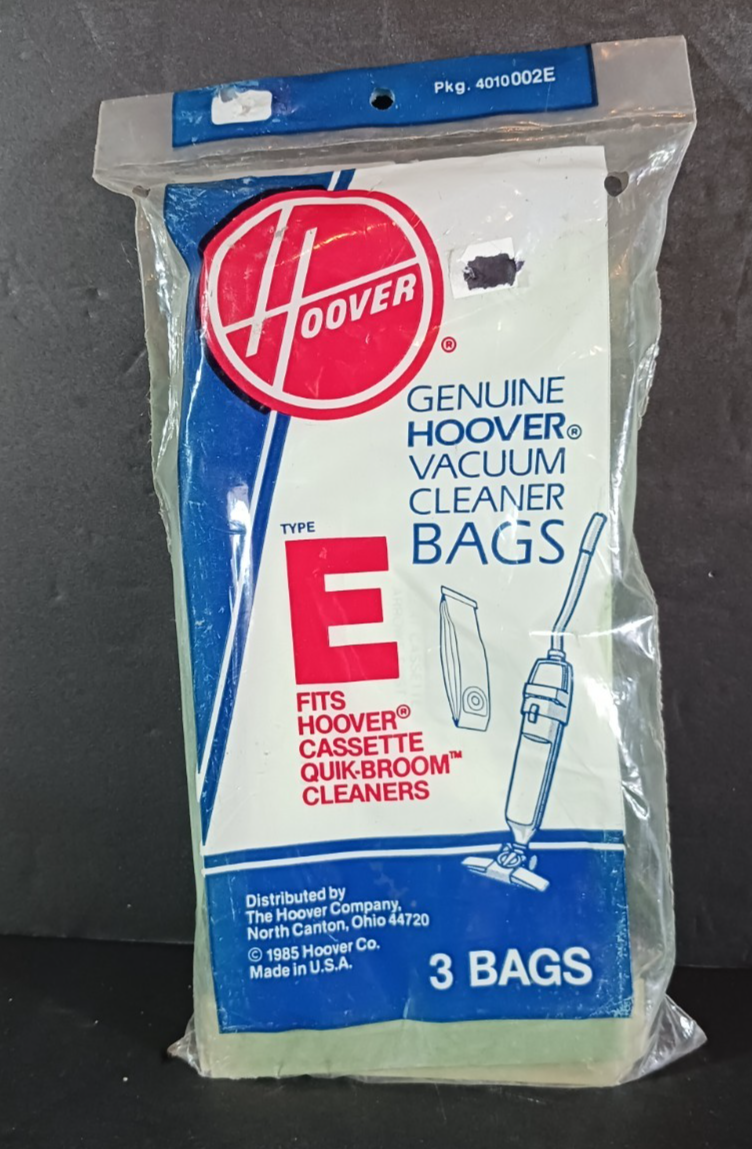 Pkg. 4010002E
HOOVER
®
GENUINE
HOOVER®
VACUUM
CLEANER
BAGS
TYPE
E
FITS
HOOVER®
CASSETTE
QUIK-BROOM™
CLEANERS
Distributed by
The Hoover Company,
North Canton, Ohio 44720
© 1985 Hoover Co.
Made in U.S.A.
3 BAGS